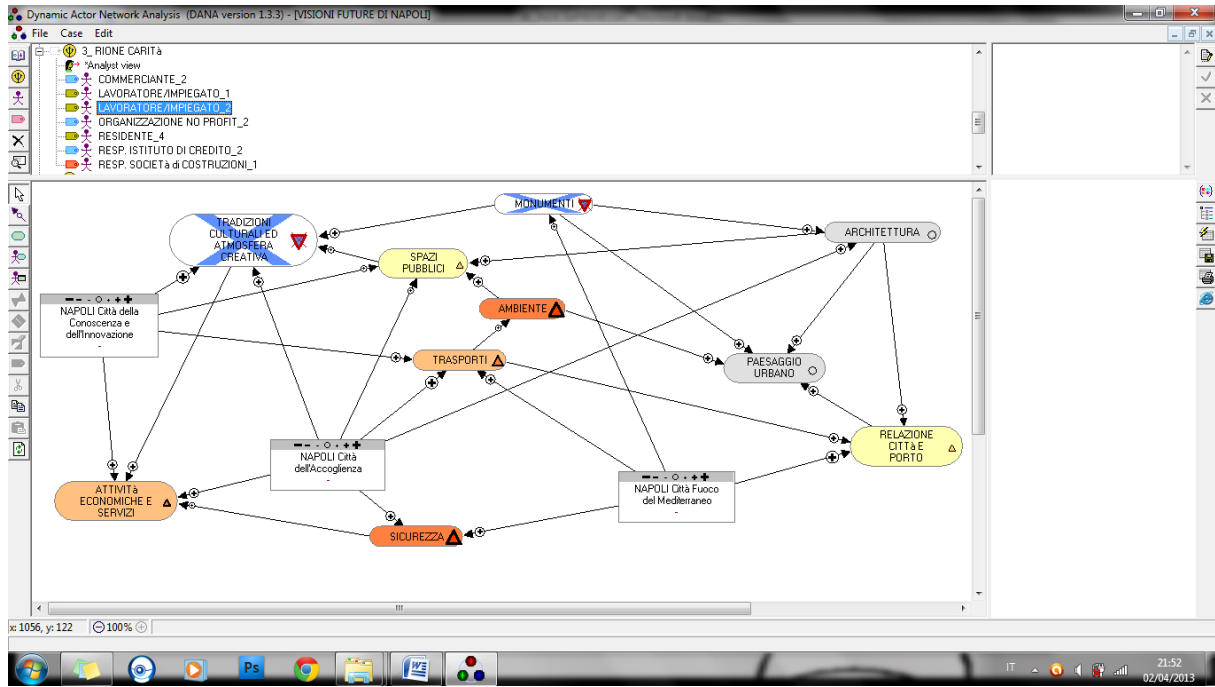 Dynamic Actor Network Analysis (DANA version 1.3.3) - [VISIONI FUTURE DI NAPOLI]
File Case Edit
3_ RIONE CARITà
*Analyst view
COMMERCIANTE_2
LAVORATORE/IMPIEGATO_1
LAVORATORE/IMPIEGATO_2
ORGANIZZAZIONE NO PROFIT_2
RESIDENTE_4
RESP. ISTITUTO DI CREDITO_2
RESP. SOCIETà di COSTRUZIONI_1
MONUMENTI
TRADIZIONI
CULTURALI ED
ATMOSFERA
CREATIVA
ARCHITETTURA
SPAZI
PUBBLICI
AMBIENTE
NAPOLI Città della
Conoscenza e
dell'Innovazione
-
TRASPORTI
PAESAGGIO
URBANO
RELAZIONE
CITTà E
PORTO
NAPOLI Città
dell'Accoglienza
-
NAPOLI Città Fuoco
del Mediterraneo
-
ATTIVITà
ECONOMICHE E
SERVIZI
SICUREZZA
x: 1056, y: 122 100%
Ps
W
IT
21:52
02/04/2013